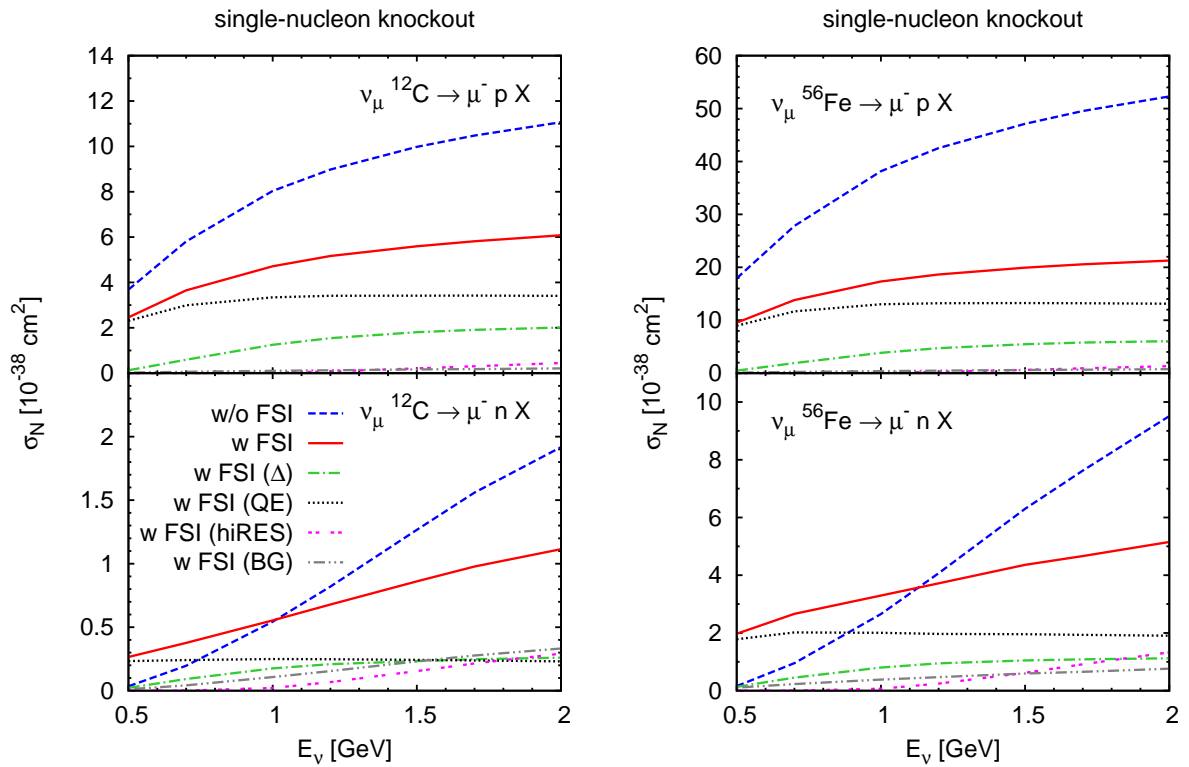 single-nucleon knockout
single-nucleon knockout
14
12
10
8
6
4
2
0
ν_μ ¹²C → μ⁻ p X
60
50
40
30
20
10
0
ν_μ ⁵⁶Fe → μ⁻ p X
σ_N [10⁻³⁸ cm²]
σ_N [10⁻³⁸ cm²]
2
1.5
1
0.5
0
ν_μ ¹²C → μ⁻ n X
w/o FSI
w FSI
w FSI (Δ)
w FSI (QE)
w FSI (hiRES)
w FSI (BG)
10
8
6
4
2
0
ν_μ ⁵⁶Fe → μ⁻ n X
0.5 1 1.5 2
E_ν [GeV]
0.5 1 1.5 2
E_ν [GeV]